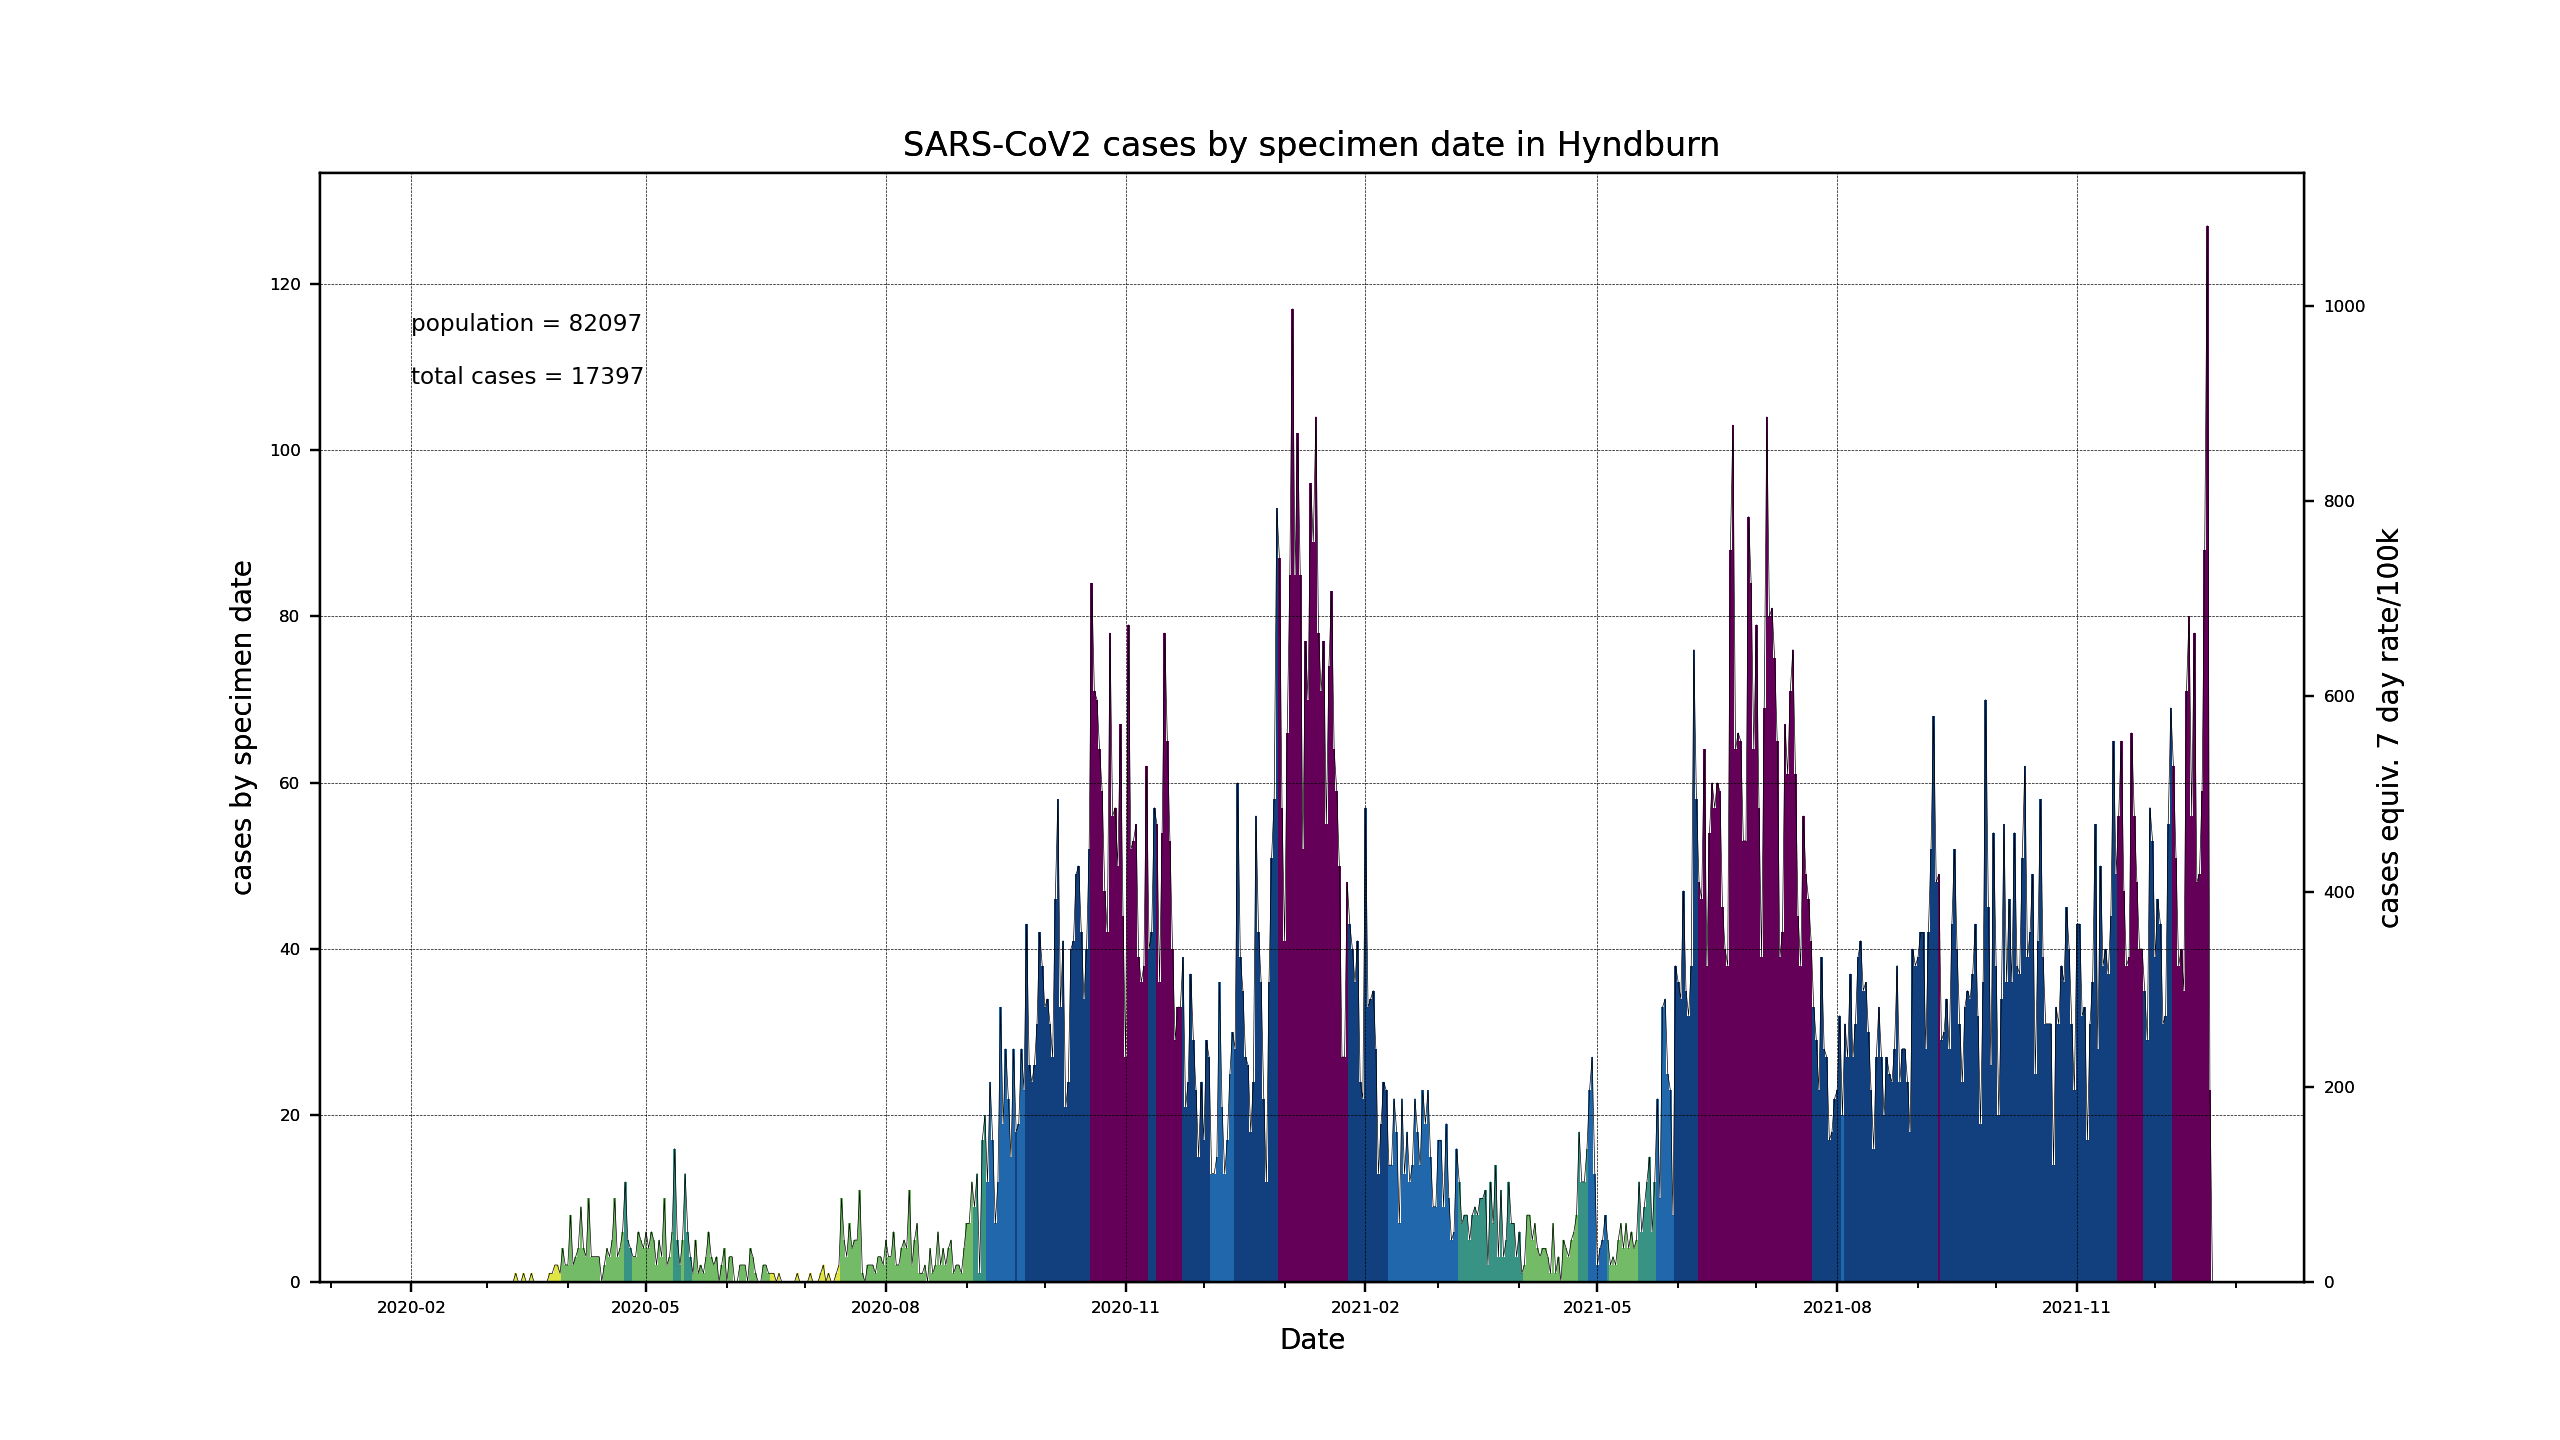 SARS-CoV2 cases by specimen date in Hyndburn
population = 82097
total cases = 17397
cases by specimen date
120
100
80
60
40
20
0
1000
800
600
400
200
0
cases equiv. 7 day rate/100k
2020-02 2020-05 2020-08 2020-11 2021-02 2021-05 2021-08 2021-11
Date